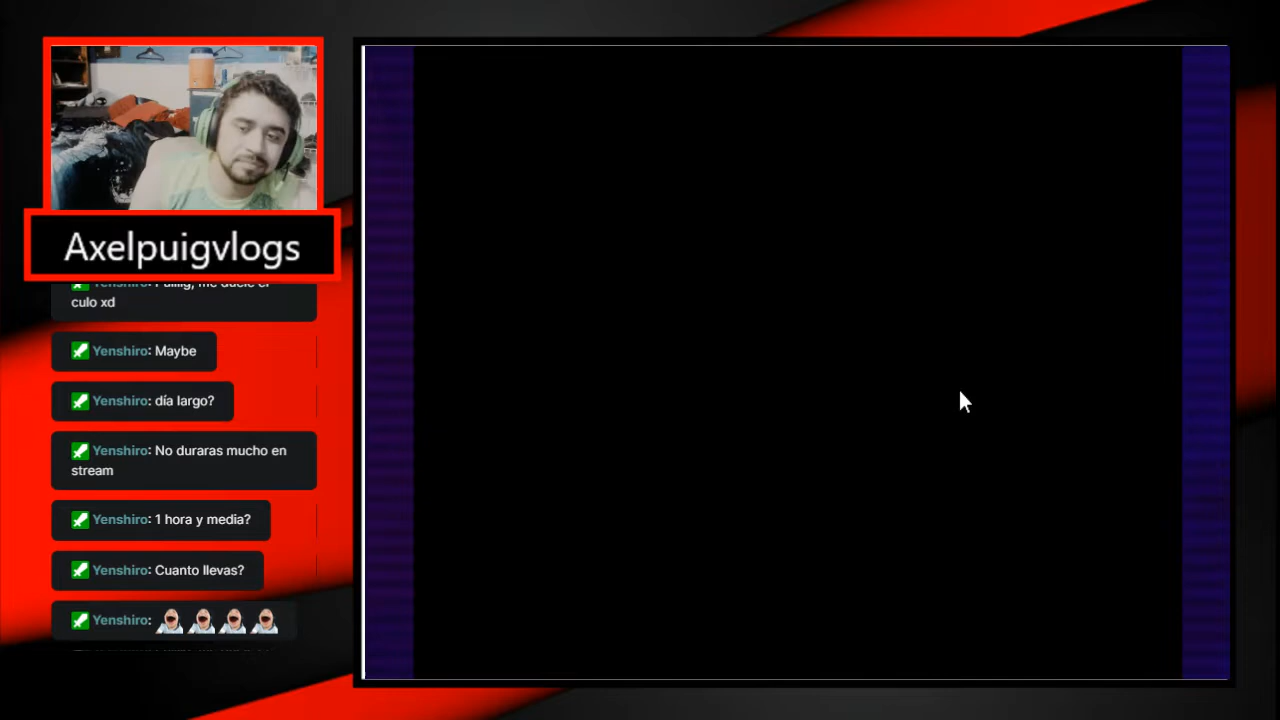 Axelpuigvlogs
culo xd
Yenshiro: Maybe
Yenshiro: día largo?
Yenshiro: No duraras mucho en
stream
Yenshiro: 1 hora y media?
Yenshiro: Cuanto llevas?
Yenshiro: